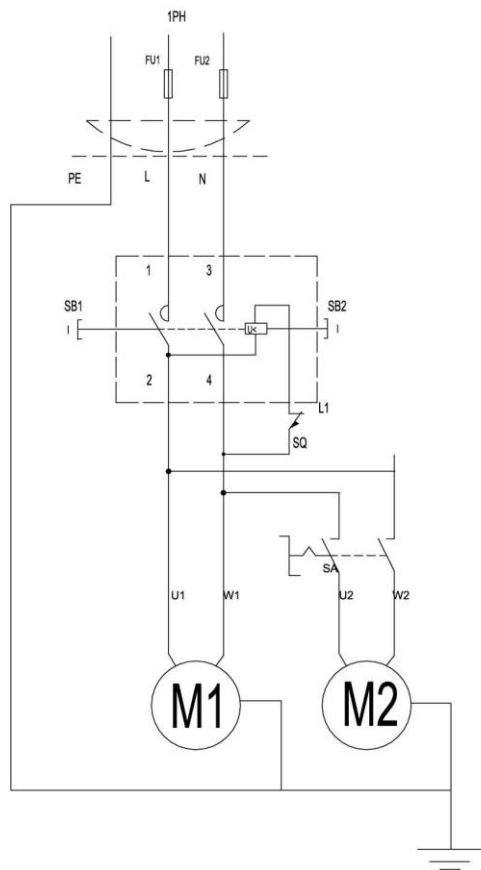 1PH
FU1 FU2
PE L N
1 3
SB1 SB2
I U< I
2 4
L1
SQ
SA
U1 W1 U2 W2
M1 M2